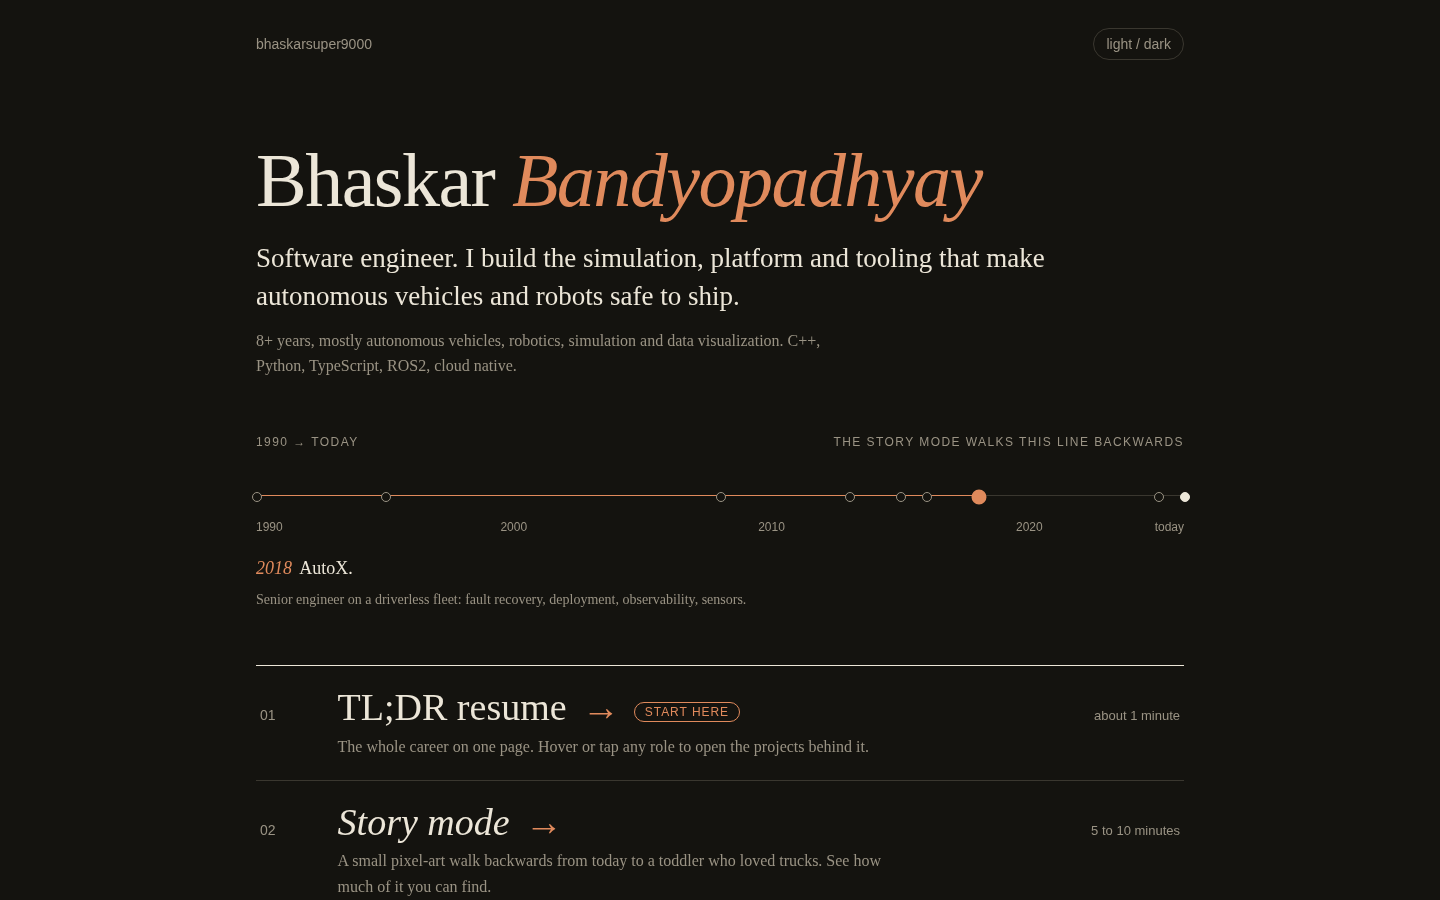 bhaskarsuper9000
light / dark
Bhaskar Bandyopadhyay
Software engineer. I build the simulation, platform and tooling that make
autonomous vehicles and robots safe to ship.
8+ years, mostly autonomous vehicles, robotics, simulation and data visualization. C++,
Python, TypeScript, ROS2, cloud native.
1990 → TODAY
THE STORY MODE WALKS THIS LINE BACKWARDS
1990
2000
2010
2020
today
2018 AutoX.
Senior engineer on a driverless fleet: fault recovery, deployment, observability, sensors.
01
TL;DR resume →
START HERE
about 1 minute
The whole career on one page. Hover or tap any role to open the projects behind it.
02
Story mode →
5 to 10 minutes
A small pixel-art walk backwards from today to a toddler who loved trucks. See how
much of it you can find.